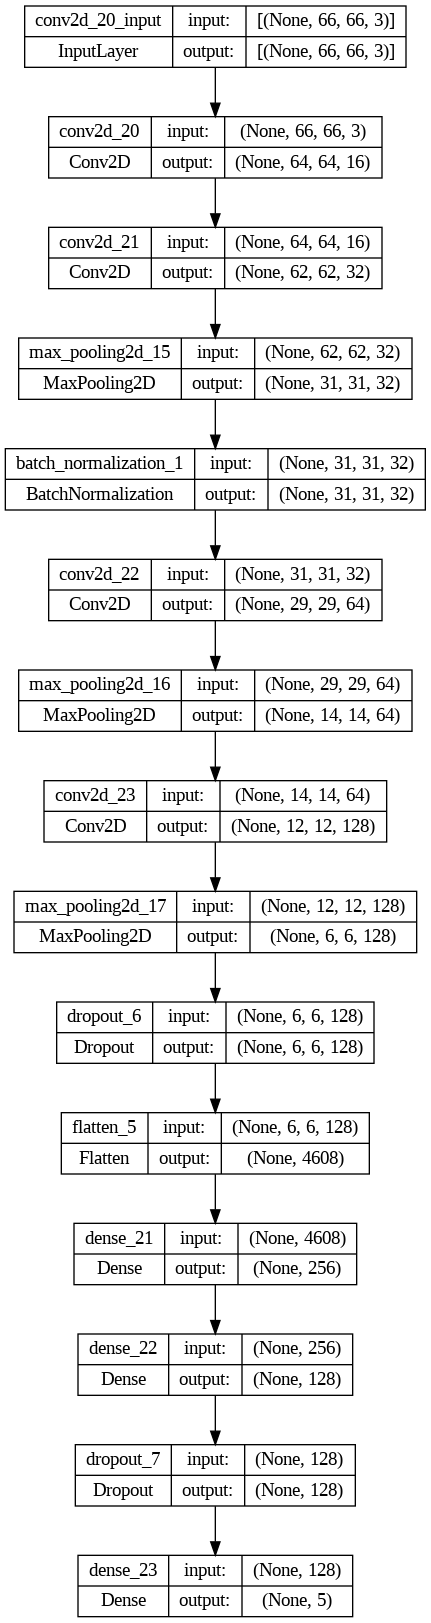 conv2d_20_input input: [(None, 66, 66, 3)]
InputLayer output: [(None, 66, 66, 3)]
conv2d_20 input: (None, 66, 66, 3)
Conv2D output: (None, 64, 64, 16)
conv2d_21 input: (None, 64, 64, 16)
Conv2D output: (None, 62, 62, 32)
max_pooling2d_15 input: (None, 62, 62, 32)
MaxPooling2D output: (None, 31, 31, 32)
batch_normalization_1 input: (None, 31, 31, 32)
BatchNormalization output: (None, 31, 31, 32)
conv2d_22 input: (None, 31, 31, 32)
Conv2D output: (None, 29, 29, 64)
max_pooling2d_16 input: (None, 29, 29, 64)
MaxPooling2D output: (None, 14, 14, 64)
conv2d_23 input: (None, 14, 14, 64)
Conv2D output: (None, 12, 12, 128)
max_pooling2d_17 input: (None, 12, 12, 128)
MaxPooling2D output: (None, 6, 6, 128)
dropout_6 input: (None, 6, 6, 128)
Dropout output: (None, 6, 6, 128)
flatten_5 input: (None, 6, 6, 128)
Flatten output: (None, 4608)
dense_21 input: (None, 4608)
Dense output: (None, 256)
dense_22 input: (None, 256)
Dense output: (None, 128)
dropout_7 input: (None, 128)
Dropout output: (None, 128)
dense_23 input: (None, 128)
Dense output: (None, 5)